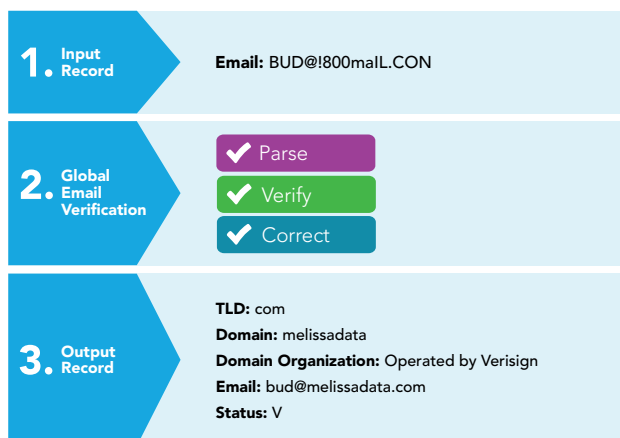 1. Input
Record
Email: BUD@!800maIL.CON
2. Global
Email
Verification
Parse
Verify
Correct
3. Output
Record
TLD: com
Domain: melissadata
Domain Organization: Operated by Verisign
Email: bud@melissadata.com
Status: V